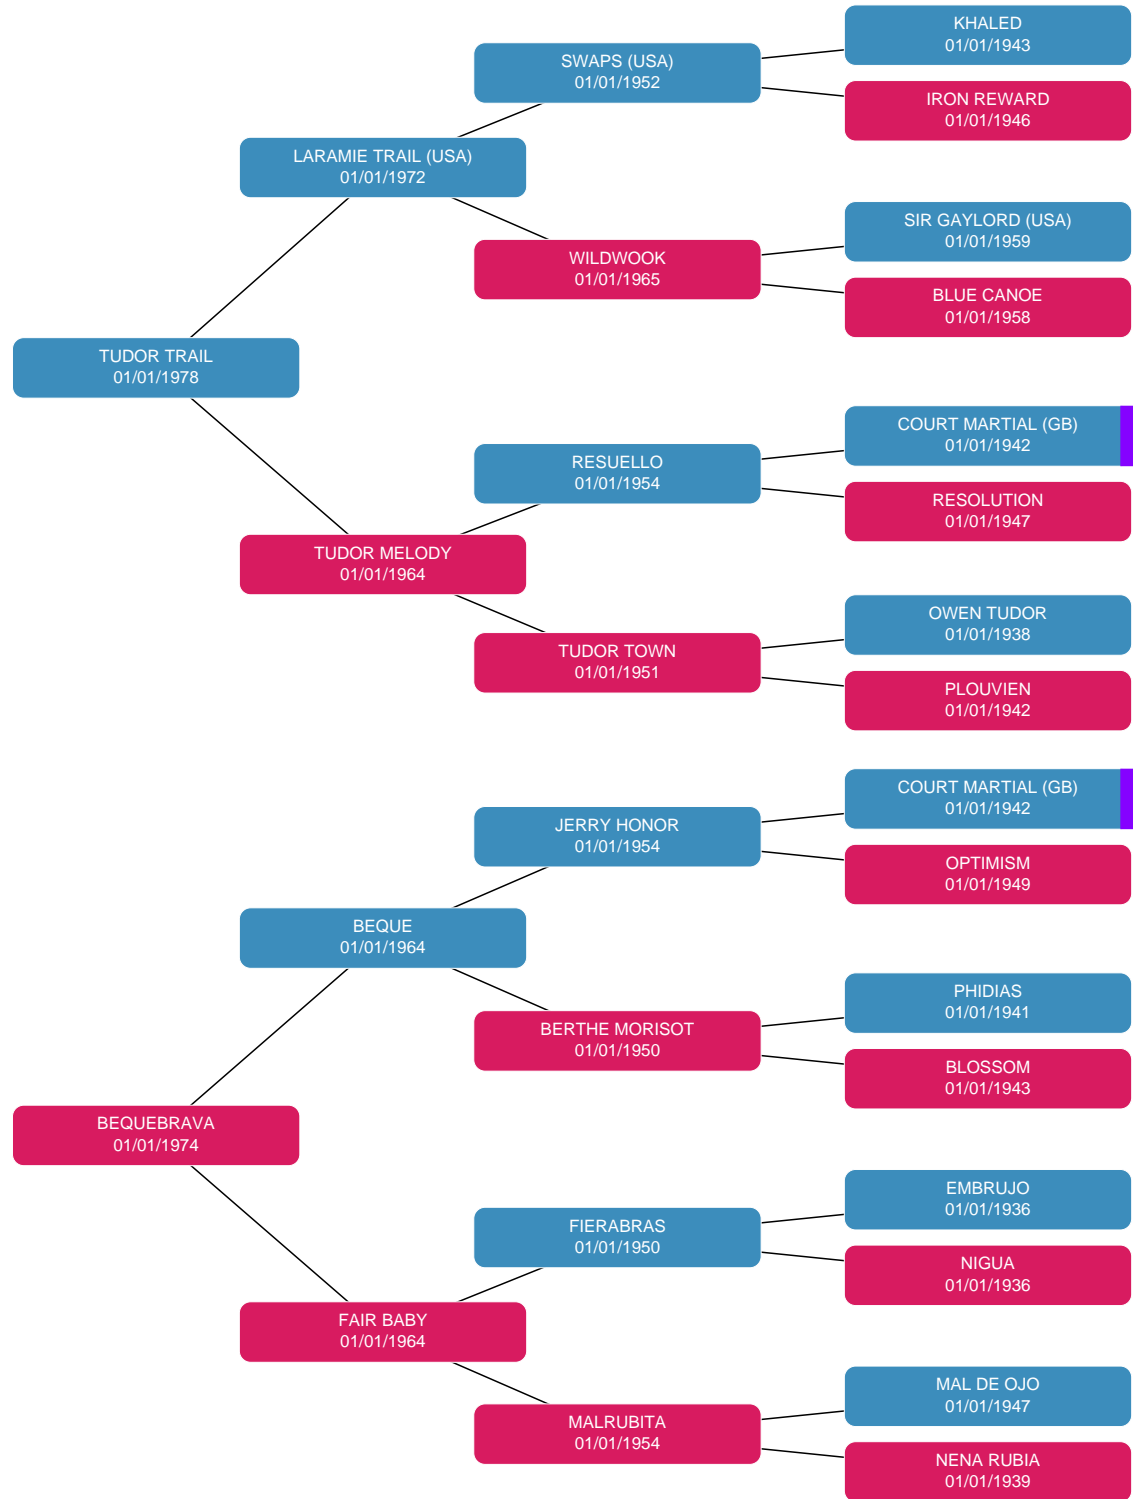 KHALED
01/01/1943
SWAPS (USA)
01/01/1952
IRON REWARD
01/01/1946
LARAMIE TRAIL (USA)
01/01/1972
SIR GAYLORD (USA)
01/01/1959
WILDWOOK
01/01/1965
BLUE CANOE
01/01/1958
TUDOR TRAIL
01/01/1978
COURT MARTIAL (GB)
01/01/1942
RESUELLO
01/01/1954
RESOLUTION
01/01/1947
TUDOR MELODY
01/01/1964
OWEN TUDOR
01/01/1938
TUDOR TOWN
01/01/1951
PLOUVIEN
01/01/1942
COURT MARTIAL (GB)
01/01/1942
JERRY HONOR
01/01/1954
OPTIMISM
01/01/1949
BEQUE
01/01/1964
PHIDIAS
01/01/1941
BERTHE MORISOT
01/01/1950
BLOSSOM
01/01/1943
BEQUEBRAVA
01/01/1974
EMBRUJO
01/01/1936
FIERABRAS
01/01/1950
NIGUA
01/01/1936
FAIR BABY
01/01/1964
MAL DE OJO
01/01/1947
MALRUBITA
01/01/1954
NENA RUBIA
01/01/1939